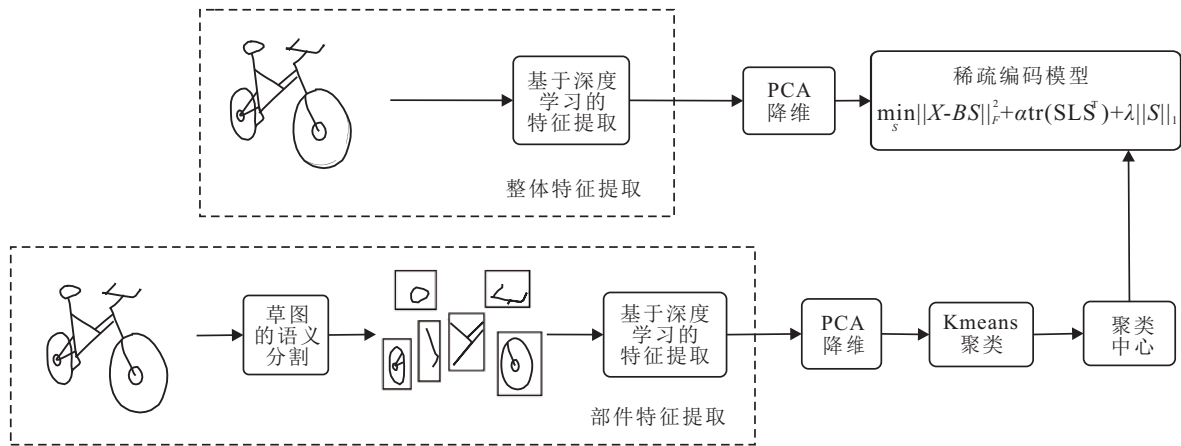 基于深度
学习的
特征提取
PCA
降维
稀疏编码模型
min_S||X-BS||²_F+αtr(SLSᵀ)+λ||S||₁
整体特征提取
草图
的语义
分割
基于深度
学习的
特征提取
PCA
降维
Kmeans
聚类
聚类
中心
部件特征提取